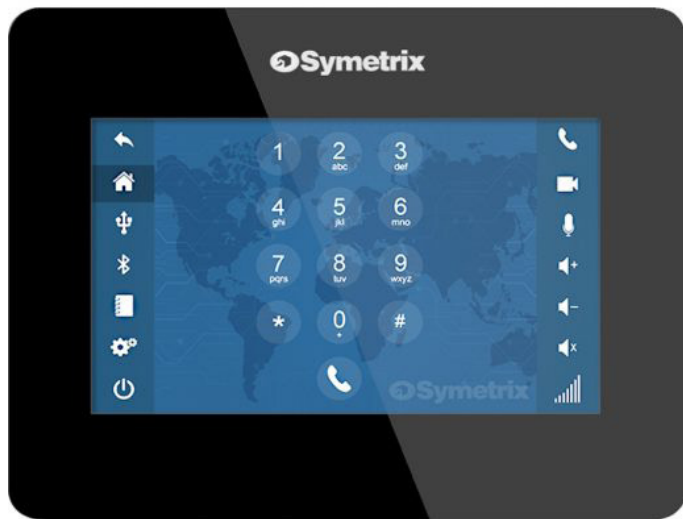 Symetrix
1 2 3
abc def
4 5 6
ghi jkl mno
7 8 9
pqrs tuv wxyz
* 0 #
+
Symetrix
+
-
x